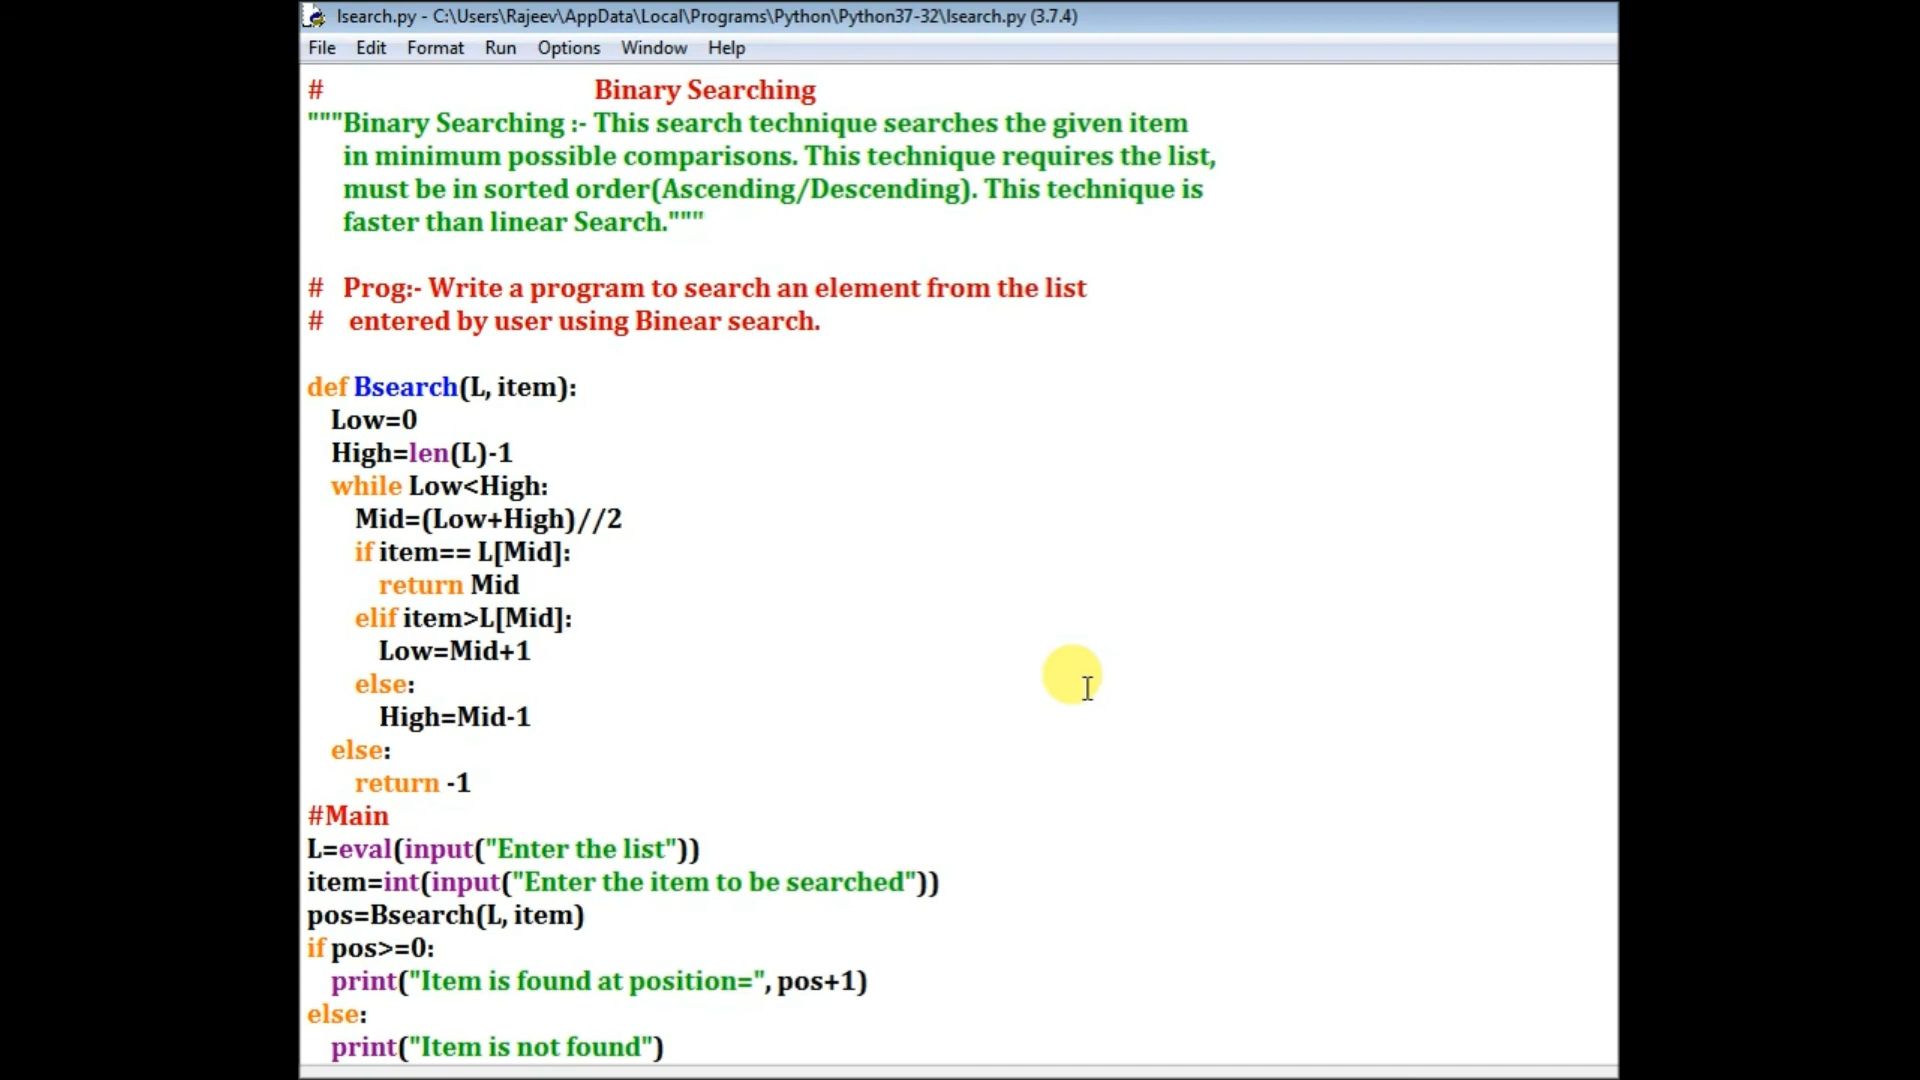 lsearch.py - C:\Users\Rajeev\AppData\Local\Programs\Python\Python37-32\lsearch.py (3.7.4)
File Edit Format Run Options Window Help
# Binary Searching
"""Binary Searching :- This search technique searches the given item
in minimum possible comparisons. This technique requires the list,
must be in sorted order(Ascending/Descending). This technique is
faster than linear Search."""
# Prog:- Write a program to search an element from the list
# entered by user using Binear search.
def Bsearch(L, item):
    Low=0
    High=len(L)-1
    while Low<High:
        Mid=(Low+High)//2
        if item== L[Mid]:
            return Mid
        elif item>L[Mid]:
            Low=Mid+1
        else:
            High=Mid-1
    else:
        return -1
#Main
L=eval(input("Enter the list"))
item=int(input("Enter the item to be searched"))
pos=Bsearch(L, item)
if pos>=0:
    print("Item is found at position=", pos+1)
else:
    print("Item is not found")